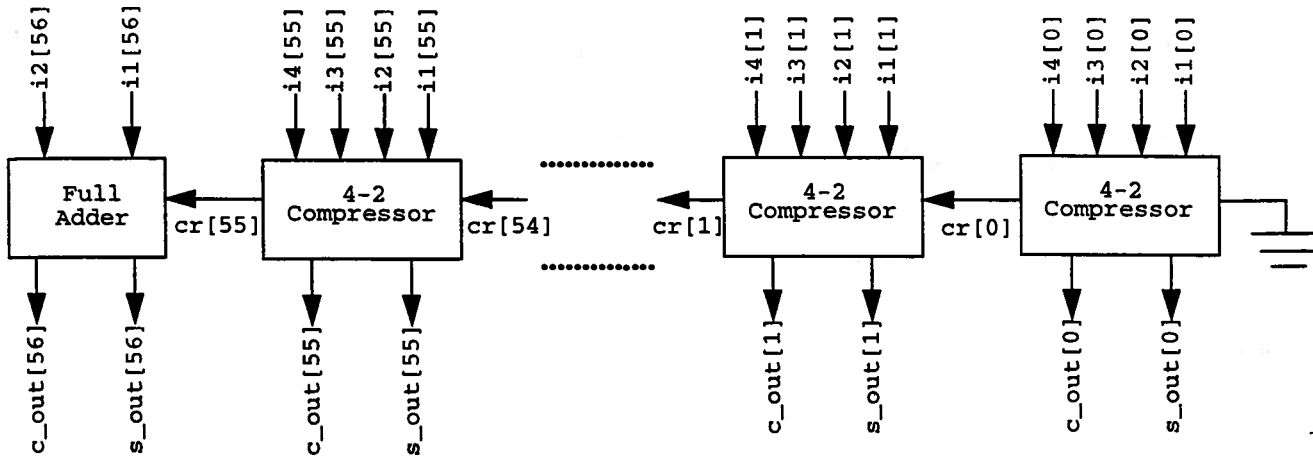 i2[56]
i1[56]
i4[55]
i3[55]
i2[55]
i1[55]
i4[1]
i3[1]
i2[1]
i1[1]
i4[0]
i3[0]
i2[0]
i1[0]
Full
Adder
cr[55]
4-2
Compressor
cr[54]
cr[1]
4-2
Compressor
cr[0]
4-2
Compressor
c_out[56]
s_out[56]
c_out[55]
s_out[55]
c_out[1]
s_out[1]
c_out[0]
s_out[0]